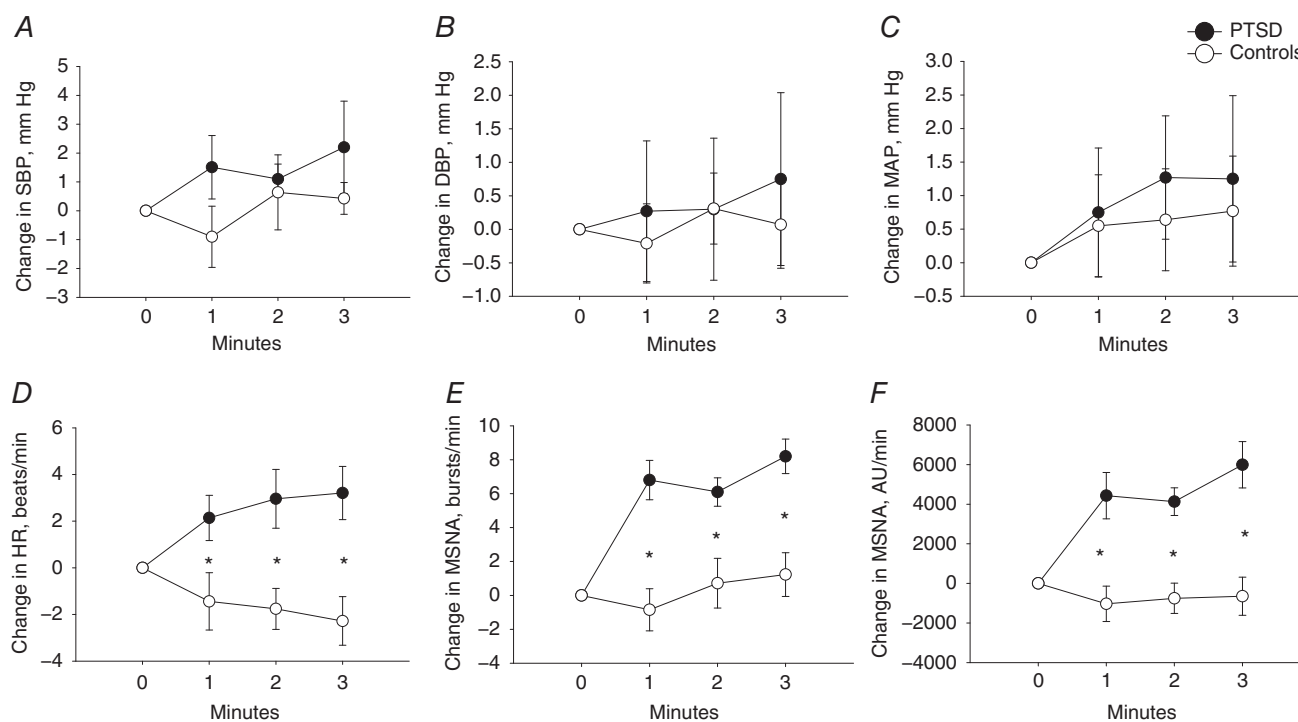 A
B
C
PTSD
Controls
Change in SBP, mm Hg
5
4
3
2
1
0
−1
−2
−3
0 1 2 3
Minutes
Change in DBP, mm Hg
2.5
2.0
1.5
1.0
0.5
0.0
−0.5
−1.0
0 1 2 3
Minutes
Change in MAP, mm Hg
3.0
2.5
2.0
1.5
1.0
0.5
0.0
−0.5
0 1 2 3
Minutes
D
E
F
Change in HR, beats/min
6
4
2
0
−2
−4
* * *
0 1 2 3
Minutes
Change in MSNA, bursts/min
10
8
6
4
2
0
−2
−4
* * *
0 1 2 3
Minutes
Change in MSNA, AU/min
8000
6000
4000
2000
0
−2000
−4000
* * *
0 1 2 3
Minutes